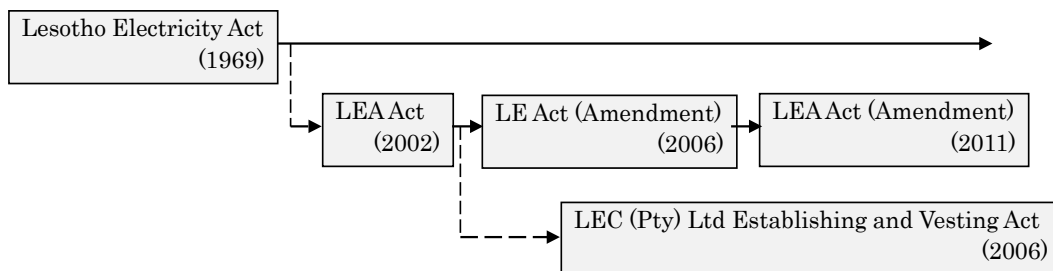 Lesotho Electricity Act
(1969)
LEA Act
(2002)
LE Act (Amendment)
(2006)
LEA Act (Amendment)
(2011)
LEC (Pty) Ltd Establishing and Vesting Act
(2006)